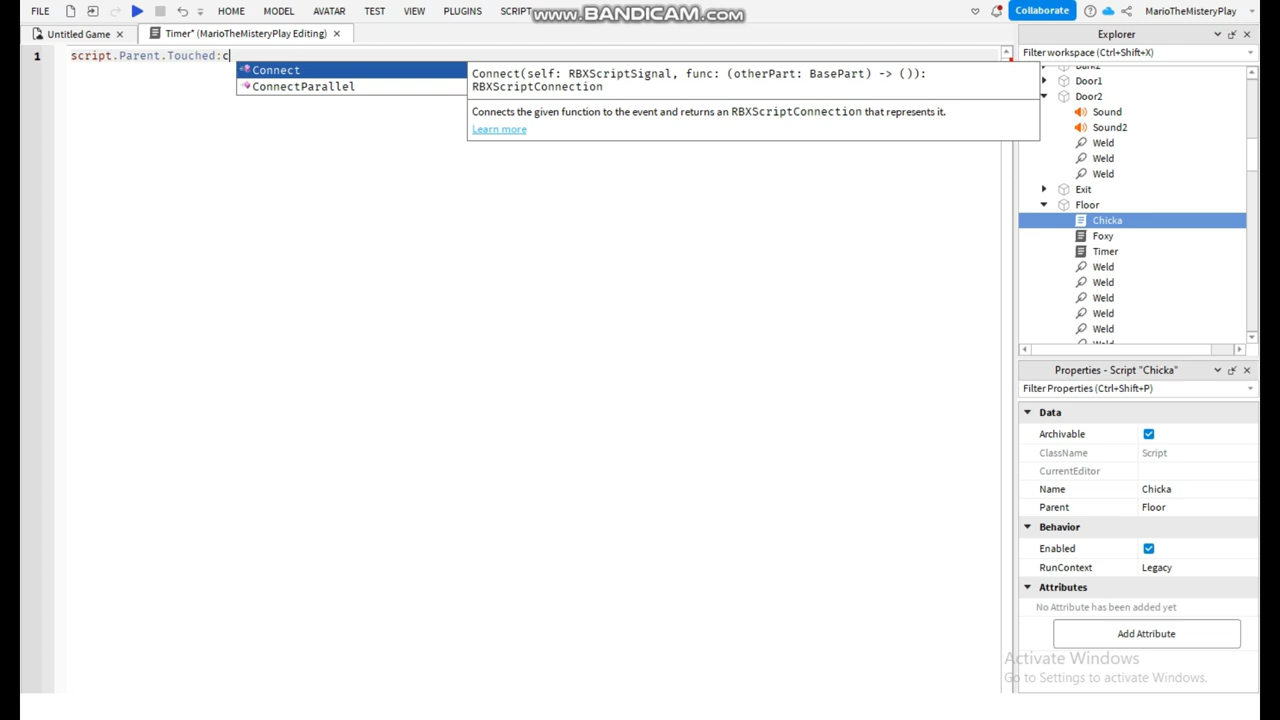 FILE HOME MODEL AVATAR TEST VIEW PLUGINS SCRIPT www.BANDICAM.com Collaborate MarioTheMisteryPlay
Untitled Game Timer* (MarioTheMisteryPlay Editing)
1 script.Parent.Touched:c
Connect
ConnectParallel
Connect(self: RBXScriptSignal, func: (otherPart: BasePart) -> ()):
RBXScriptConnection
Connects the given function to the event and returns an RBXScriptConnection that represents it.
Learn more
Explorer
Filter workspace (Ctrl+Shift+X)
Door1
Door2
Sound
Sound2
Weld
Weld
Weld
Exit
Floor
Chicka
Foxy
Timer
Weld
Weld
Weld
Weld
Weld
Weld
Properties - Script "Chicka"
Filter Properties (Ctrl+Shift+P)
Data
Archivable
ClassName Script
CurrentEditor
Name Chicka
Parent Floor
Behavior
Enabled
RunContext Legacy
Attributes
No Attribute has been added yet
Add Attribute
Activate Windows
Go to Settings to activate Windows.